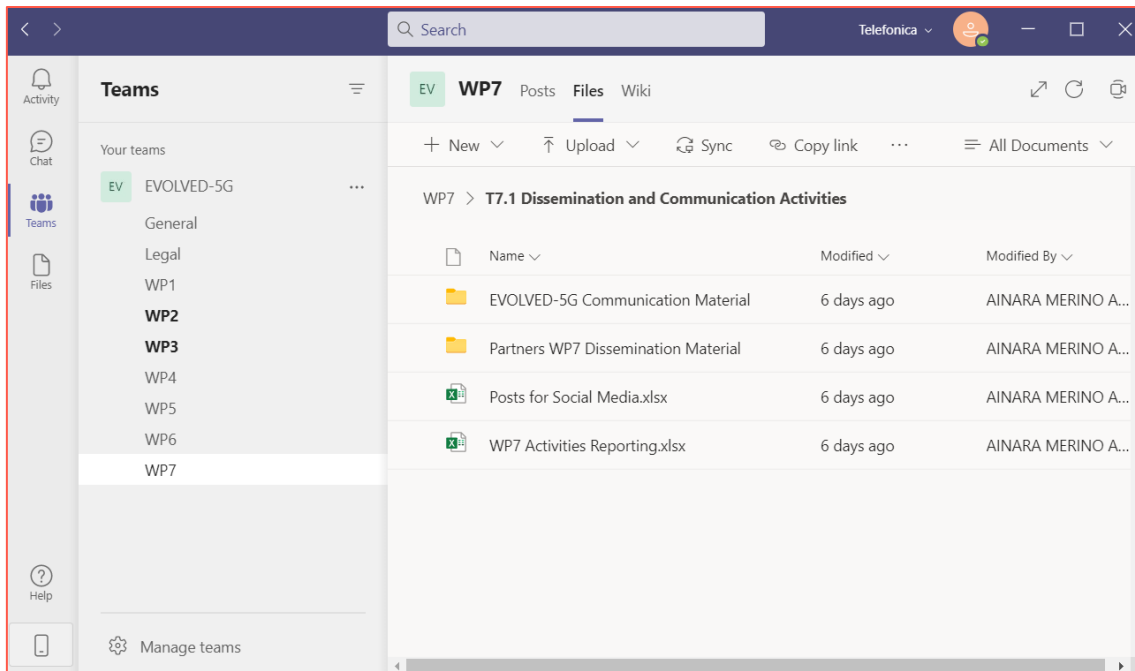 Search
Telefonica
Activity
Chat
Teams
Files
Help
Teams
Your teams
EV EVOLVED-5G ...
General
Legal
WP1
WP2
WP3
WP4
WP5
WP6
WP7
Manage teams
EV WP7 Posts Files Wiki
+ New Upload Sync Copy link ... All Documents
WP7 > T7.1 Dissemination and Communication Activities
Name Modified Modified By
EVOLVED-5G Communication Material 6 days ago AINARA MERINO A...
Partners WP7 Dissemination Material 6 days ago AINARA MERINO A...
Posts for Social Media.xlsx 6 days ago AINARA MERINO A...
WP7 Activities Reporting.xlsx 6 days ago AINARA MERINO A...